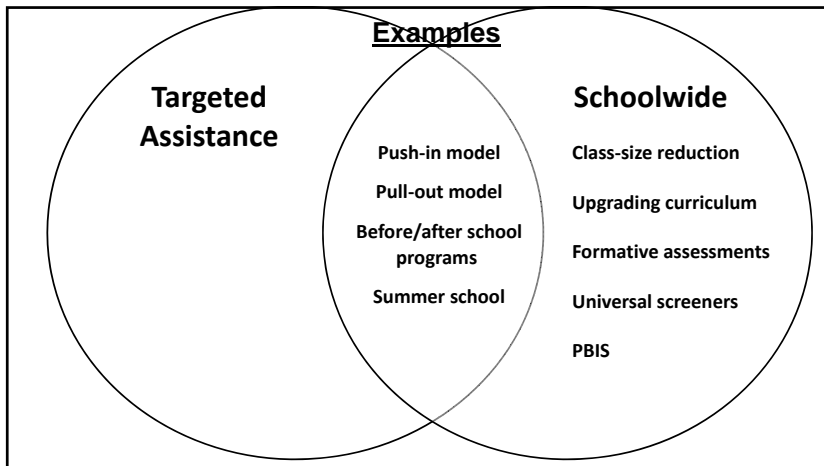 Examples
Targeted
Assistance
Push-in model
Pull-out model
Before/after school
programs
Summer school
Schoolwide
Class-size reduction
Upgrading curriculum
Formative assessments
Universal screeners
PBIS